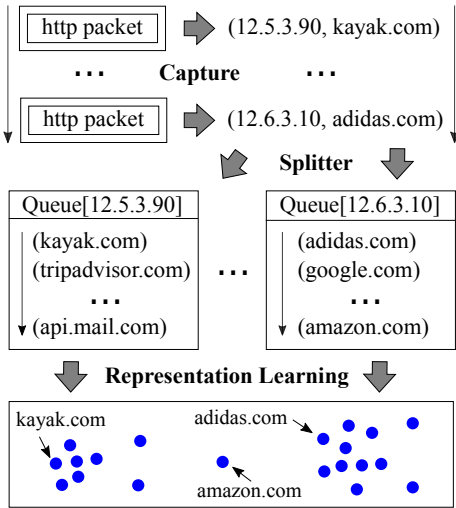 http packet (12.5.3.90, kayak.com)
... Capture ...
http packet (12.6.3.10, adidas.com)
Splitter
Queue[12.5.3.90]
(kayak.com)
(tripadvisor.com)
...
(api.mail.com)
...
Queue[12.6.3.10]
(adidas.com)
(google.com)
...
(amazon.com)
Representation Learning
kayak.com
adidas.com
amazon.com